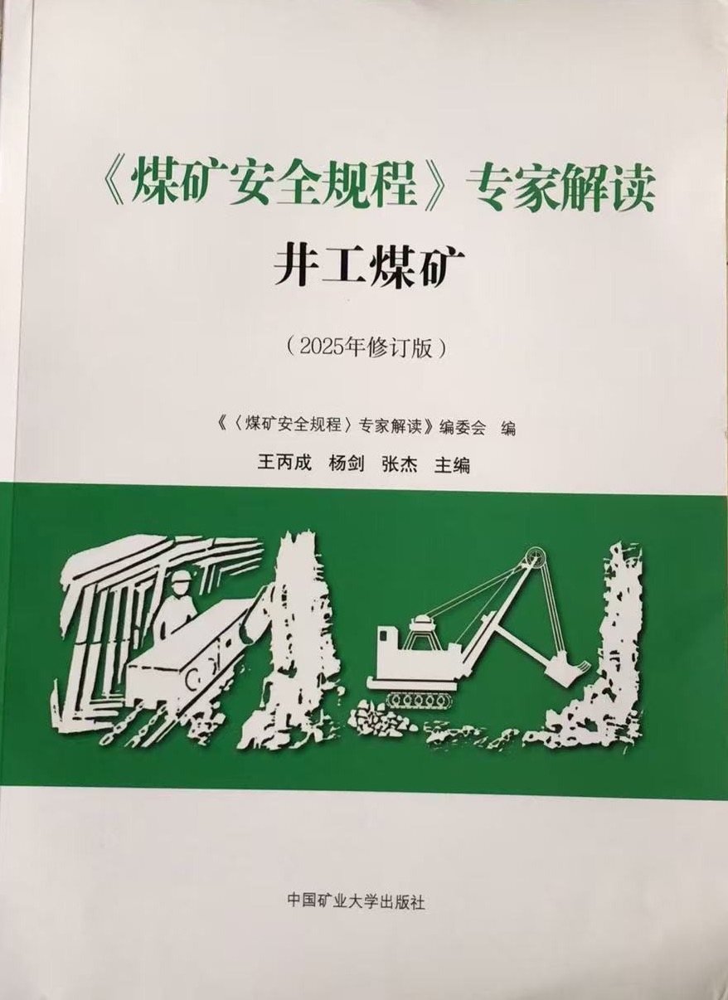 《煤矿安全规程》专家解读
井工煤矿
（2025年修订版）
《〈煤矿安全规程〉专家解读》编委会 编
王丙成 杨剑 张杰 主编
中国矿业大学出版社